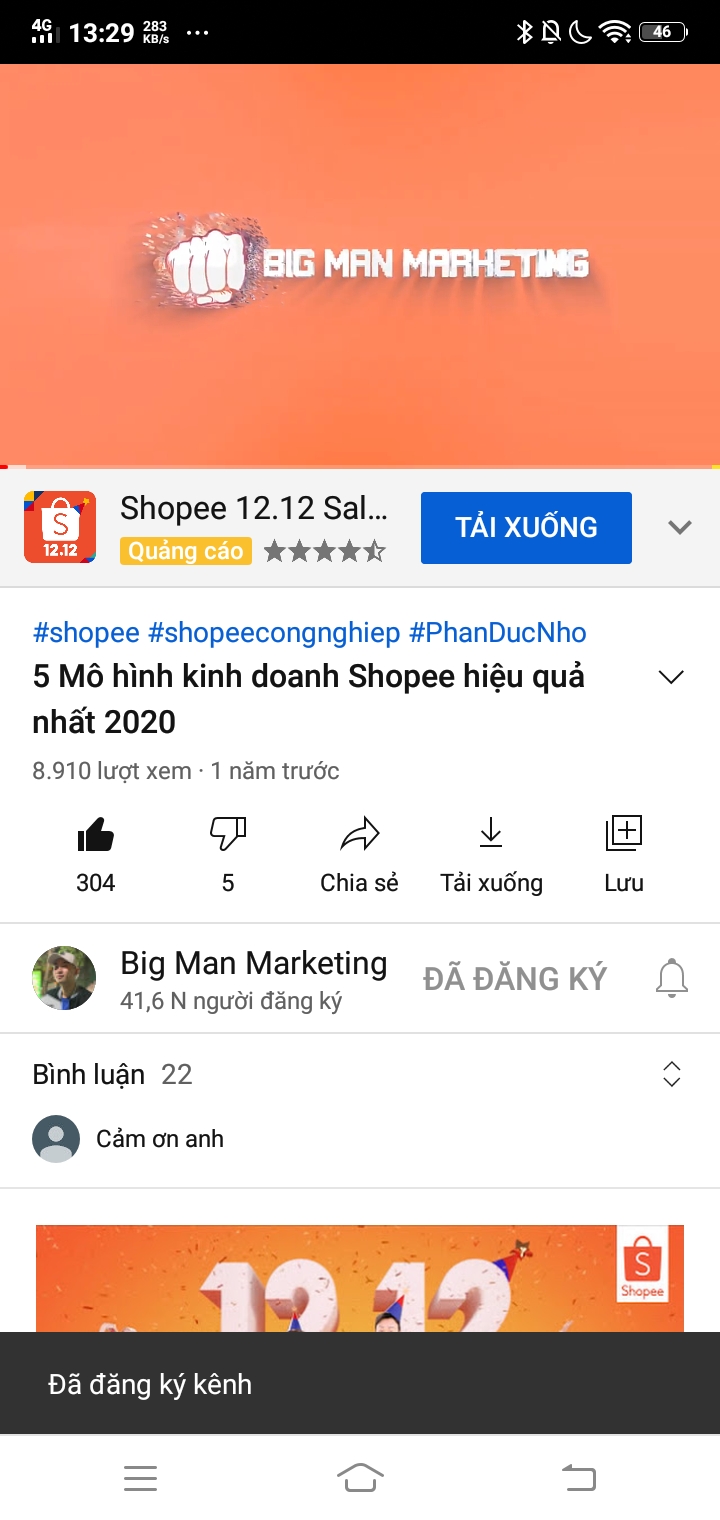 4G 13:29 283 KB/s ... 46
BIG MAN MARKETING
Shopee 12.12 Sal...
TẢI XUỐNG
S
12.12
Quảng cáo
#shopee #shopeecongnghiep #PhanDucNho
5 Mô hình kinh doanh Shopee hiệu quả
nhất 2020
8.910 lượt xem · 1 năm trước
304 5 Chia sẻ Tải xuống Lưu
Big Man Marketing
41,6 N người đăng ký
ĐÃ ĐĂNG KÝ
Bình luận 22
Cảm ơn anh
12.12
S
Shopee
Đã đăng ký kênh